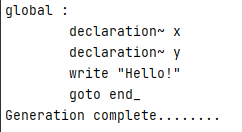 global :
declaration~ x
declaration~ y
write "Hello!"
goto end_
Generation complete........